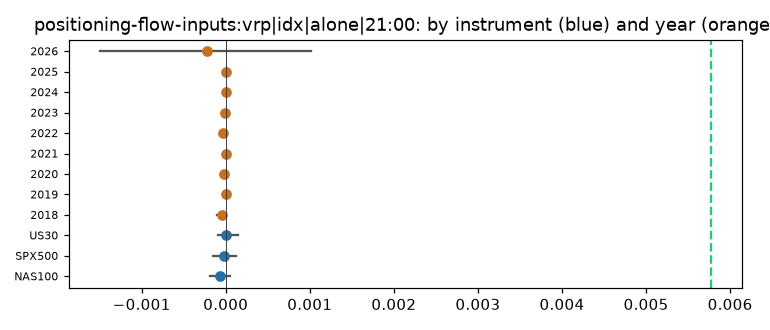 positioning-flow-inputs:vrp|idx|alone|21:00: by instrument (blue) and year (orange
2026
2025
2024
2023
2022
2021
2020
2019
2018
US30
SPX500
NAS100
−0.001 0.000 0.001 0.002 0.003 0.004 0.005 0.006